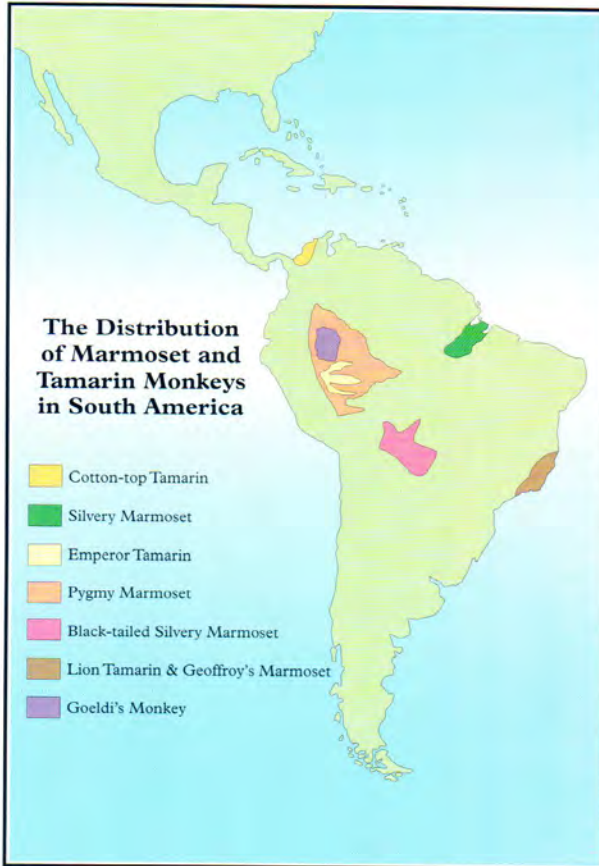 The Distribution
of Marmoset and
Tamarin Monkeys
in South America
Cotton-top Tamarin
Silvery Marmoset
Emperor Tamarin
Pygmy Marmoset
Black-tailed Silvery Marmoset
Lion Tamarin & Geoffroy's Marmoset
Goeldi's Monkey